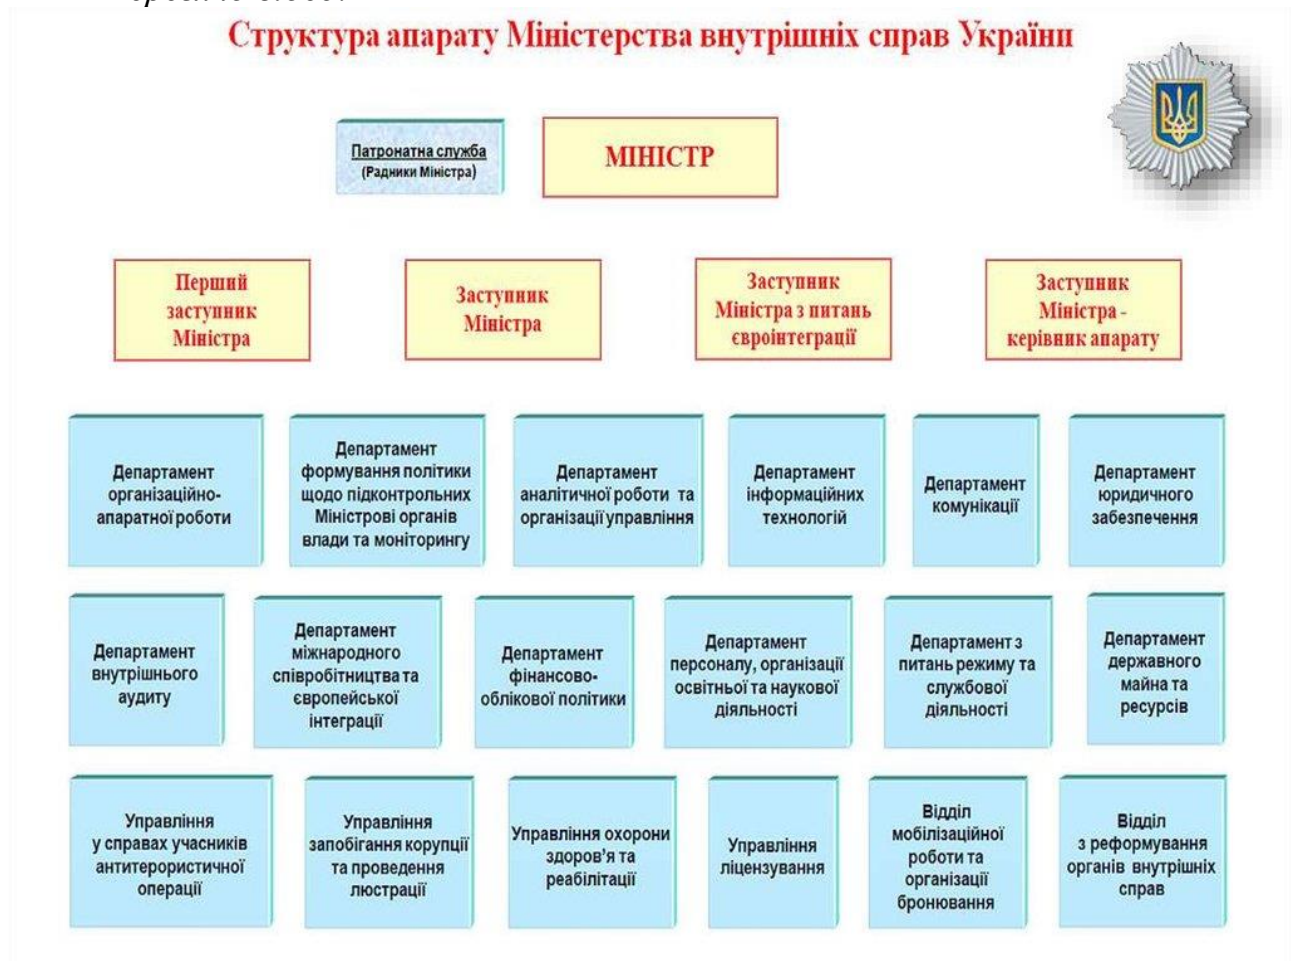 Структура апарату Міністерства внутрішніх справ України
Патронатна служба
(Радники Міністра)
МІНІСТР
Перший
заступник
Міністра
Заступник
Міністра
Заступник
Міністра з питань
євроінтеграції
Заступник
Міністра -
керівник апарату
Департамент
організаційно-
апаратної роботи
Департамент
формування політики
щодо підконтрольних
Міністрові органів
влади та моніторингу
Департамент
аналітичної роботи та
організації управління
Департамент
інформаційних
технологій
Департамент
комунікації
Департамент
юридичного
забезпечення
Департамент
внутрішнього
аудиту
Департамент
міжнародного
співробітництва та
європейської
інтеграції
Департамент
фінансово-
облікової політики
Департамент
персоналу, організації
освітньої та наукової
діяльності
Департамент з
питань режиму та
службової
діяльності
Департамент
державного
майна та
ресурсів
Управління
у справах учасників
антитерористичної
операції
Управління
запобігання корупції
та проведення
люстрації
Управління охорони
здоров'я та
реабілітації
Управління
ліцензування
Відділ
мобілізаційної
роботи та
організації
бронювання
Відділ
з реформування
органів внутрішніх
справ